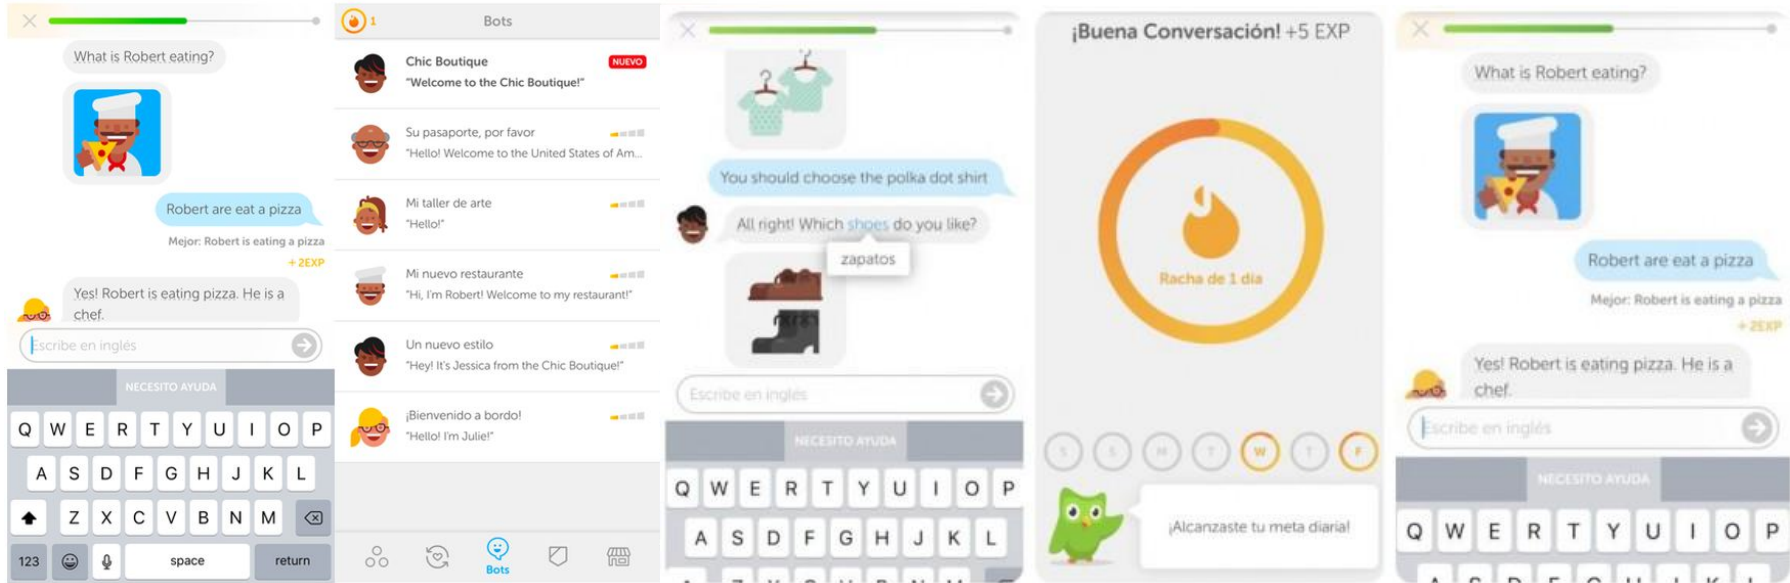 What is Robert eating?
Robert are eat a pizza
Mejor: Robert is eating a pizza
+2EXP
Yes! Robert is eating pizza. He is a
chef.
Escribe en inglés
NECESITO AYUDA
Q W E R T Y U I O P
A S D F G H J K L
Z X C V B N M
123 space return
1 Bots
Chic Boutique NUEVO
"Welcome to the Chic Boutique!"
Su pasaporte, por favor
"Hello! Welcome to the United States of Am...
Mi taller de arte
"Hello!"
Mi nuevo restaurante
"Hi, I'm Robert! Welcome to my restaurant!"
Un nuevo estilo
"Hey! It's Jessica from the Chic Boutique!"
¡Bienvenido a bordo!
"Hello! I'm Julie!"
Bots
You should choose the polka dot shirt
All right! Which shoes do you like?
zapatos
Escribe en inglés
NECESITO AYUDA
Q W E R T Y U I O P
A S D F G H J K L
¡Buena Conversación! +5 EXP
Racha de 1 día
S S M T W T F
¡Alcanzaste tu meta diaria!
What is Robert eating?
Robert are eat a pizza
Mejor: Robert is eating a pizza
+2EXP
Yes! Robert is eating pizza. He is a
chef.
Escribe en inglés
NECESITO AYUDA
Q W E R T Y U I O P